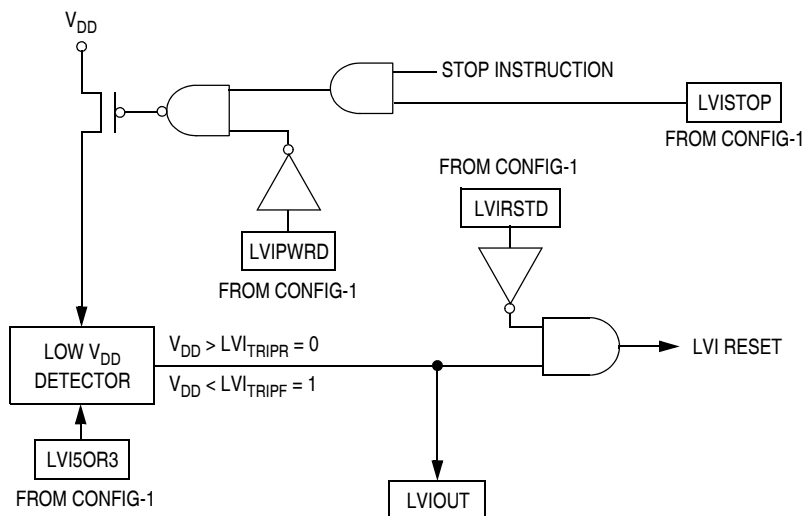 VDD
STOP INSTRUCTION
LVISTOP
FROM CONFIG-1
FROM CONFIG-1
LVIRSTD
LVIPWRD
FROM CONFIG-1
LOW VDD
DETECTOR
VDD > LVITRIPR = 0
VDD < LVITRIPF = 1
LVI RESET
LVI5OR3
FROM CONFIG-1
LVIOUT